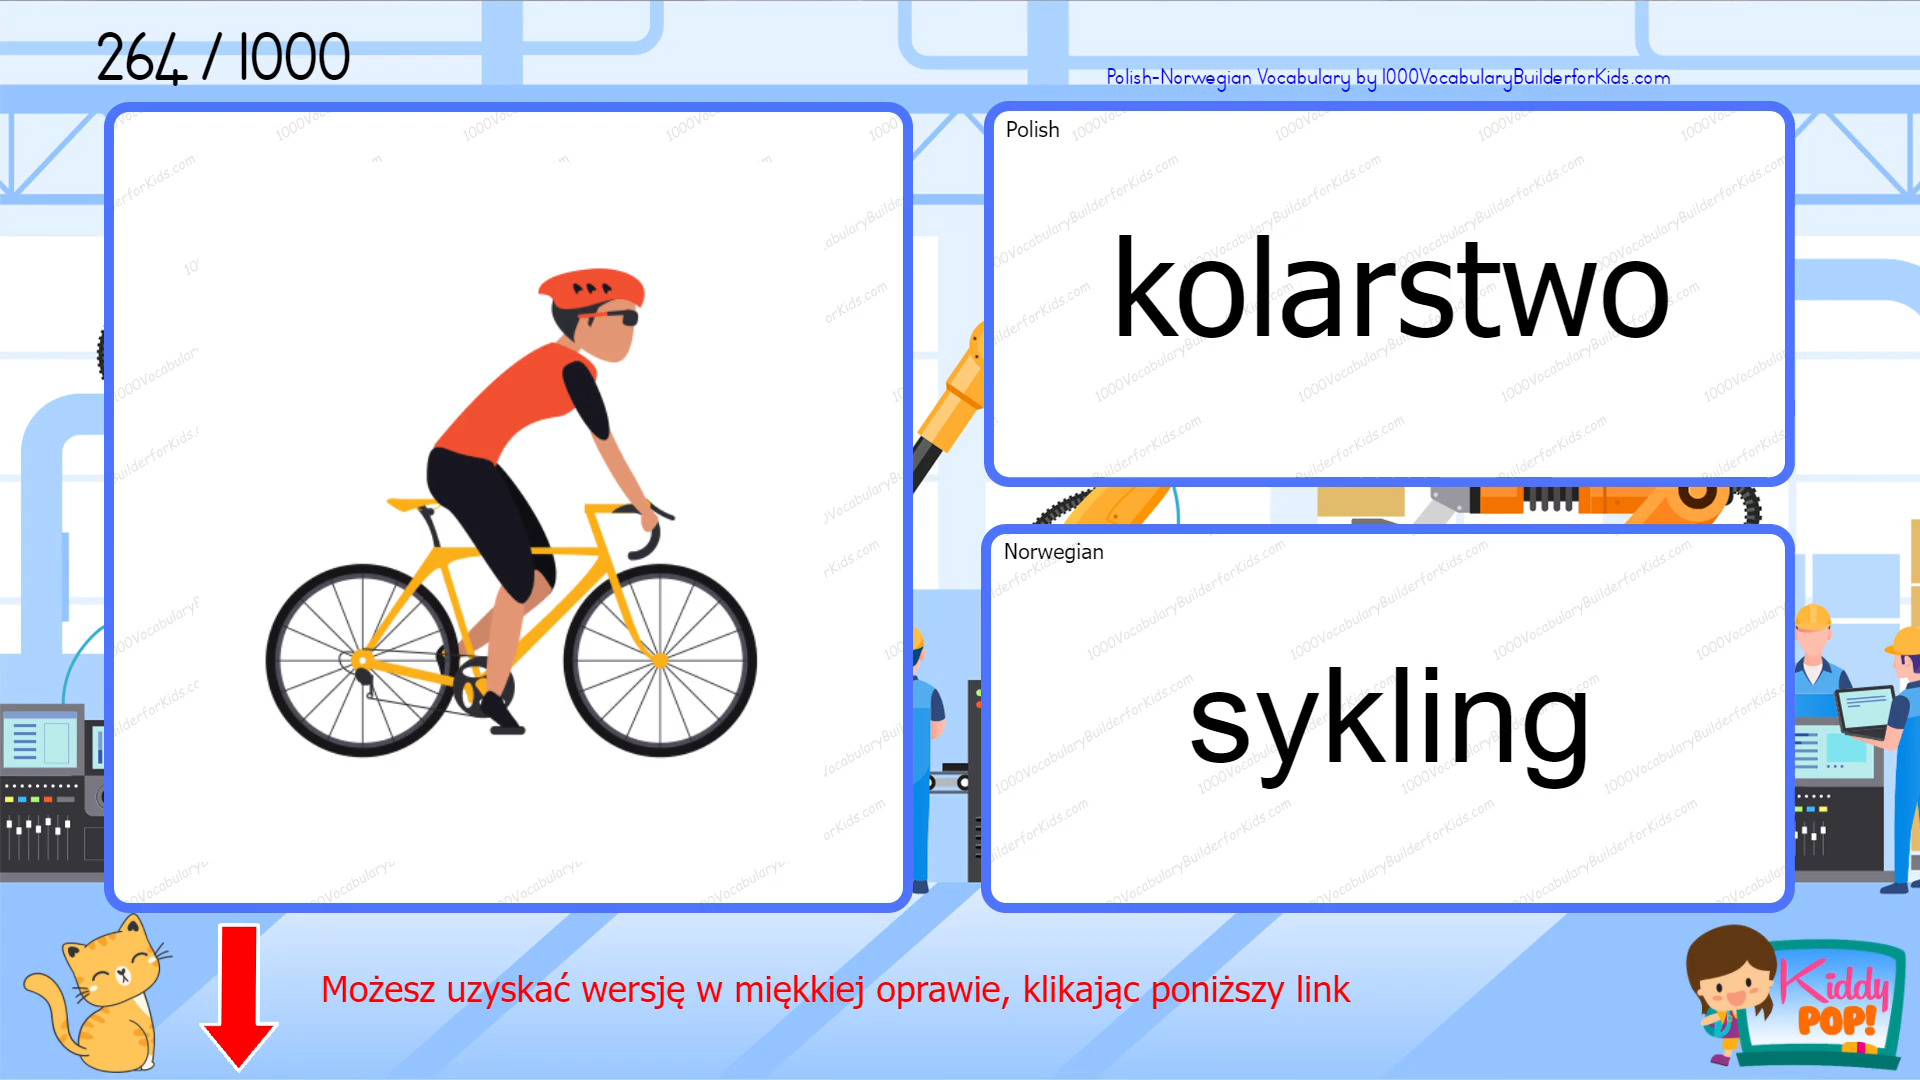 264 / 1000
Polish-Norwegian Vocabulary by 1000VocabularyBuilderforKids.com
Polish
kolarstwo
Norwegian
sykling
Możesz uzyskać wersję w miękkiej oprawie, klikając poniższy link
Kiddy
POP!